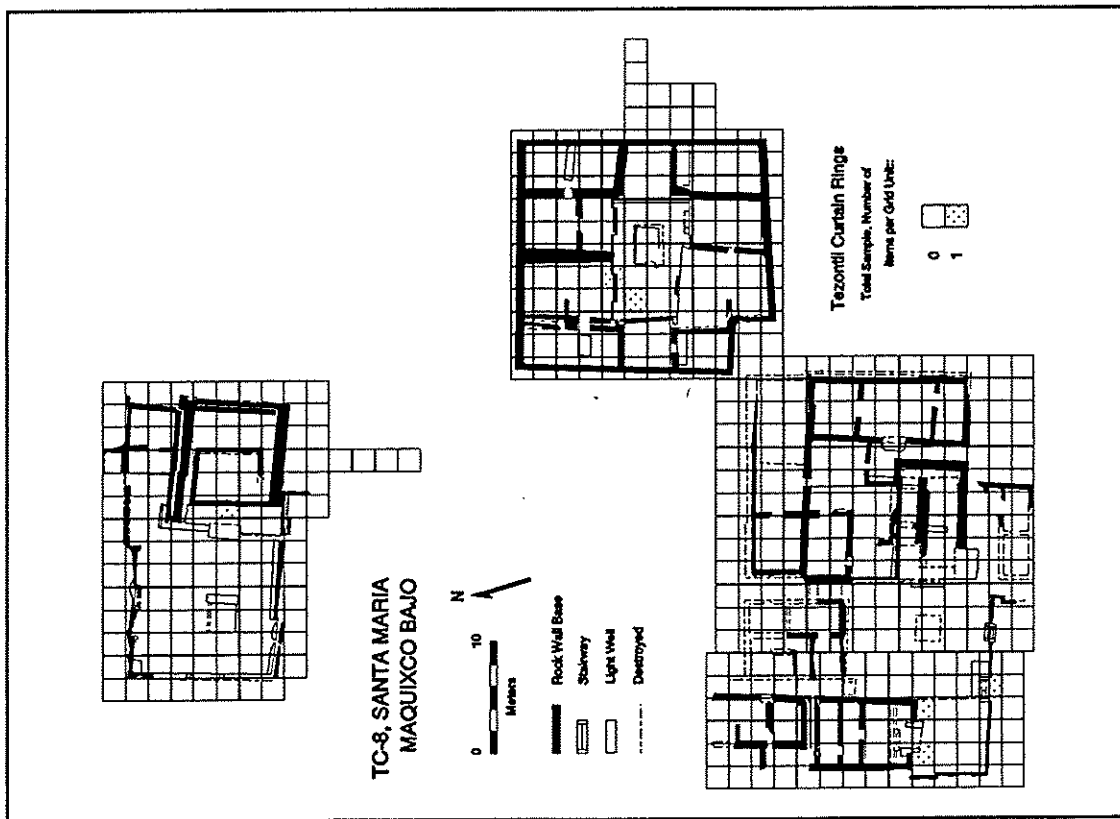 TC-8, SANTA MARIA
MAQUIXCO BAJO
N
0 10
Meters
Rock Wall Base
Stairway
Light Well
Destroyed
Tezontli Curtain Rings
Total Sample, Number of
Items per Grid Unit:
0
1